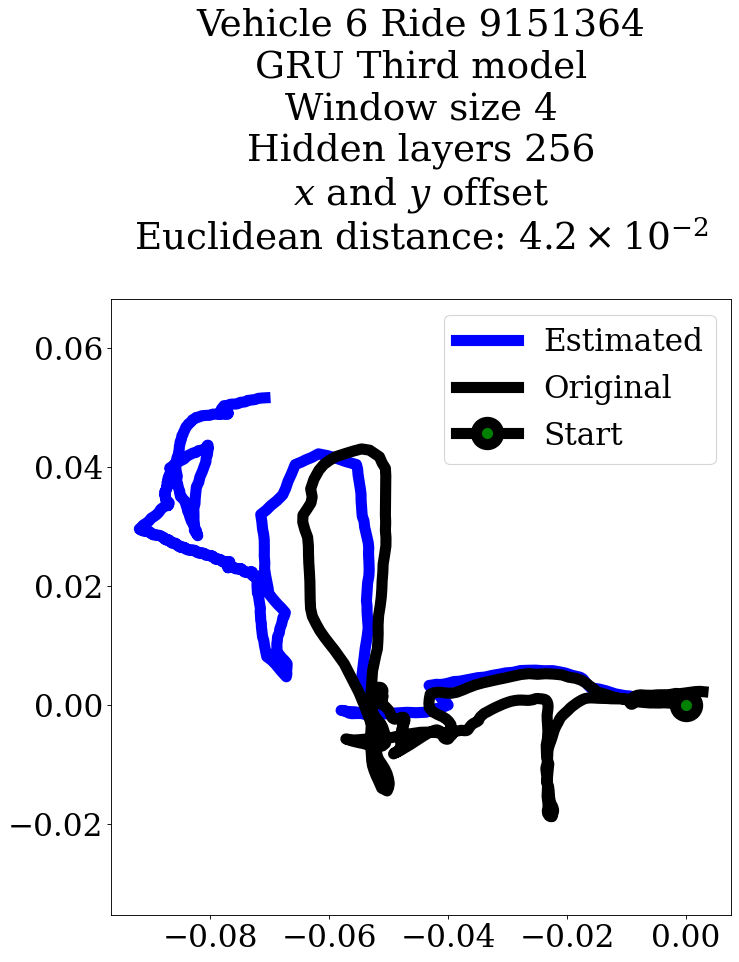 Vehicle 6 Ride 9151364
GRU Third model
Window size 4
Hidden layers 256
x and y offset
Euclidean distance: 4.2 × 10⁻²
Estimated
Original
Start
0.06
0.04
0.02
0.00
−0.02
−0.08 −0.06 −0.04 −0.02 0.00